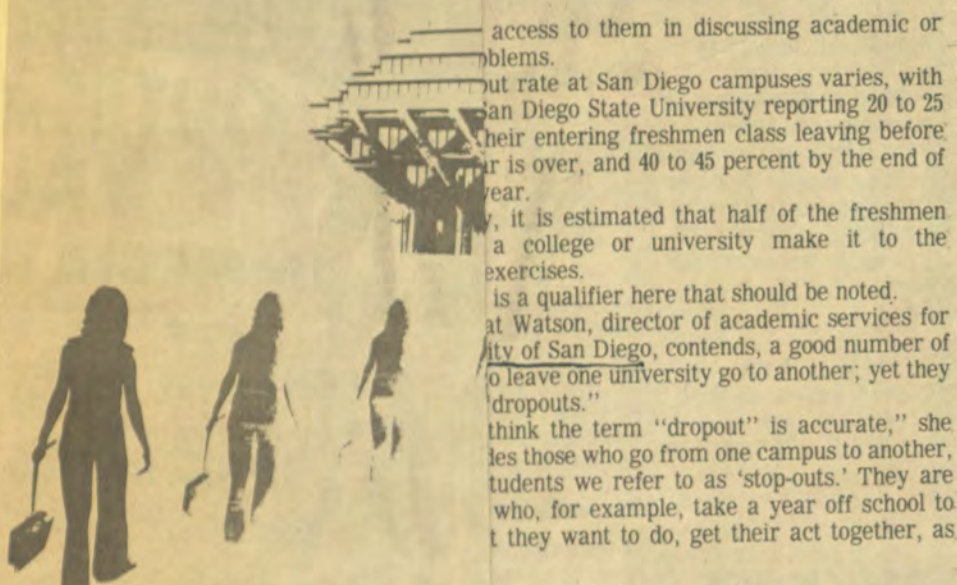 access to them in discussing academic or
blems.
out rate at San Diego campuses varies, with
San Diego State University reporting 20 to 25
their entering freshmen class leaving before
ar is over, and 40 to 45 percent by the end of
year.
y, it is estimated that half of the freshmen
a college or university make it to the
exercises.
is a qualifier here that should be noted.
at Watson, director of academic services for
ity of San Diego, contends, a good number of
o leave one university go to another; yet they
"dropouts."
think the term "dropout" is accurate," she
des those who go from one campus to another,
tudents we refer to as 'stop-outs.' They are
who, for example, take a year off school to
t they want to do, get their act together, as